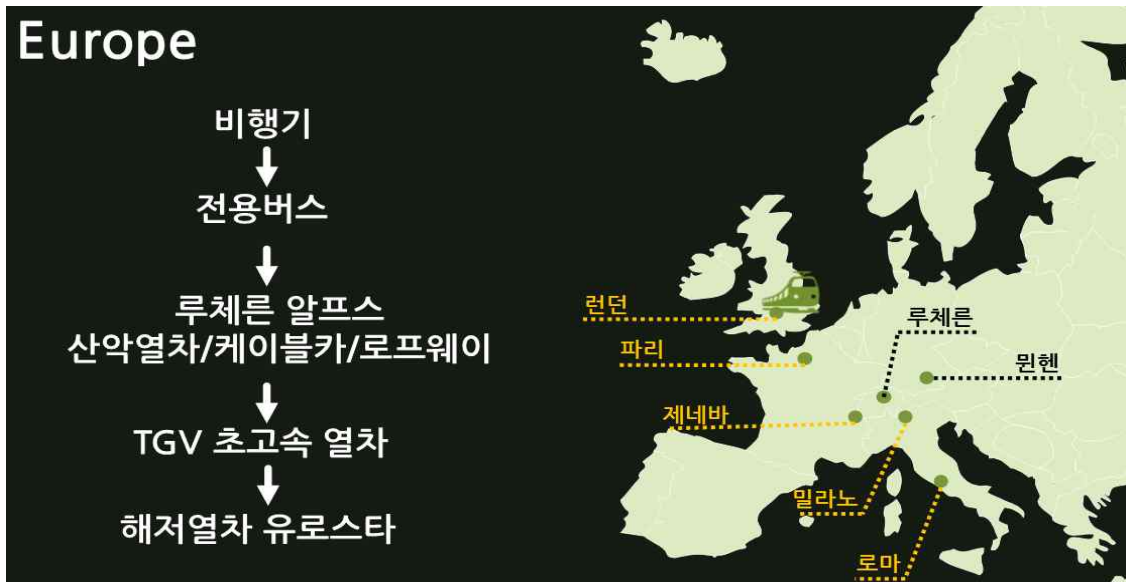 Europe
비행기
전용버스
루체른 알프스
산악열차/케이블카/로프웨이
TGV 초고속 열차
해저열차 유로스타
런던
루체른
파리
뮌헨
제네바
밀라노
로마